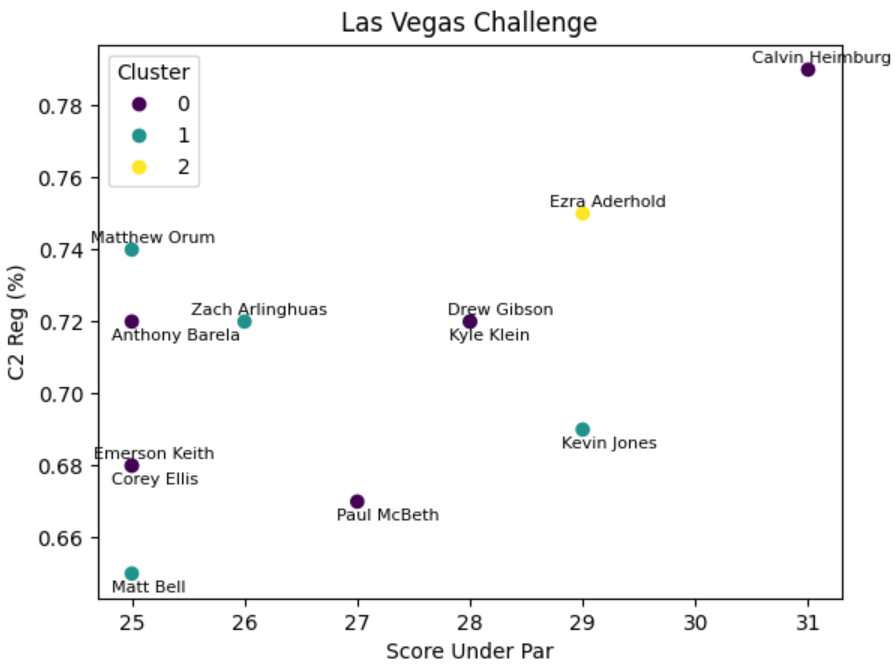 Las Vegas Challenge
Calvin Heimburg
Cluster
0
1
2
Ezra Aderhold
Matthew Orum
Zach Arlinghuas
Drew Gibson
Anthony Barela
Kyle Klein
Kevin Jones
Emerson Keith
Corey Ellis
Paul McBeth
Matt Bell
0.78
0.76
0.74
0.72
0.70
0.68
0.66
C2 Reg (%)
25 26 27 28 29 30 31
Score Under Par